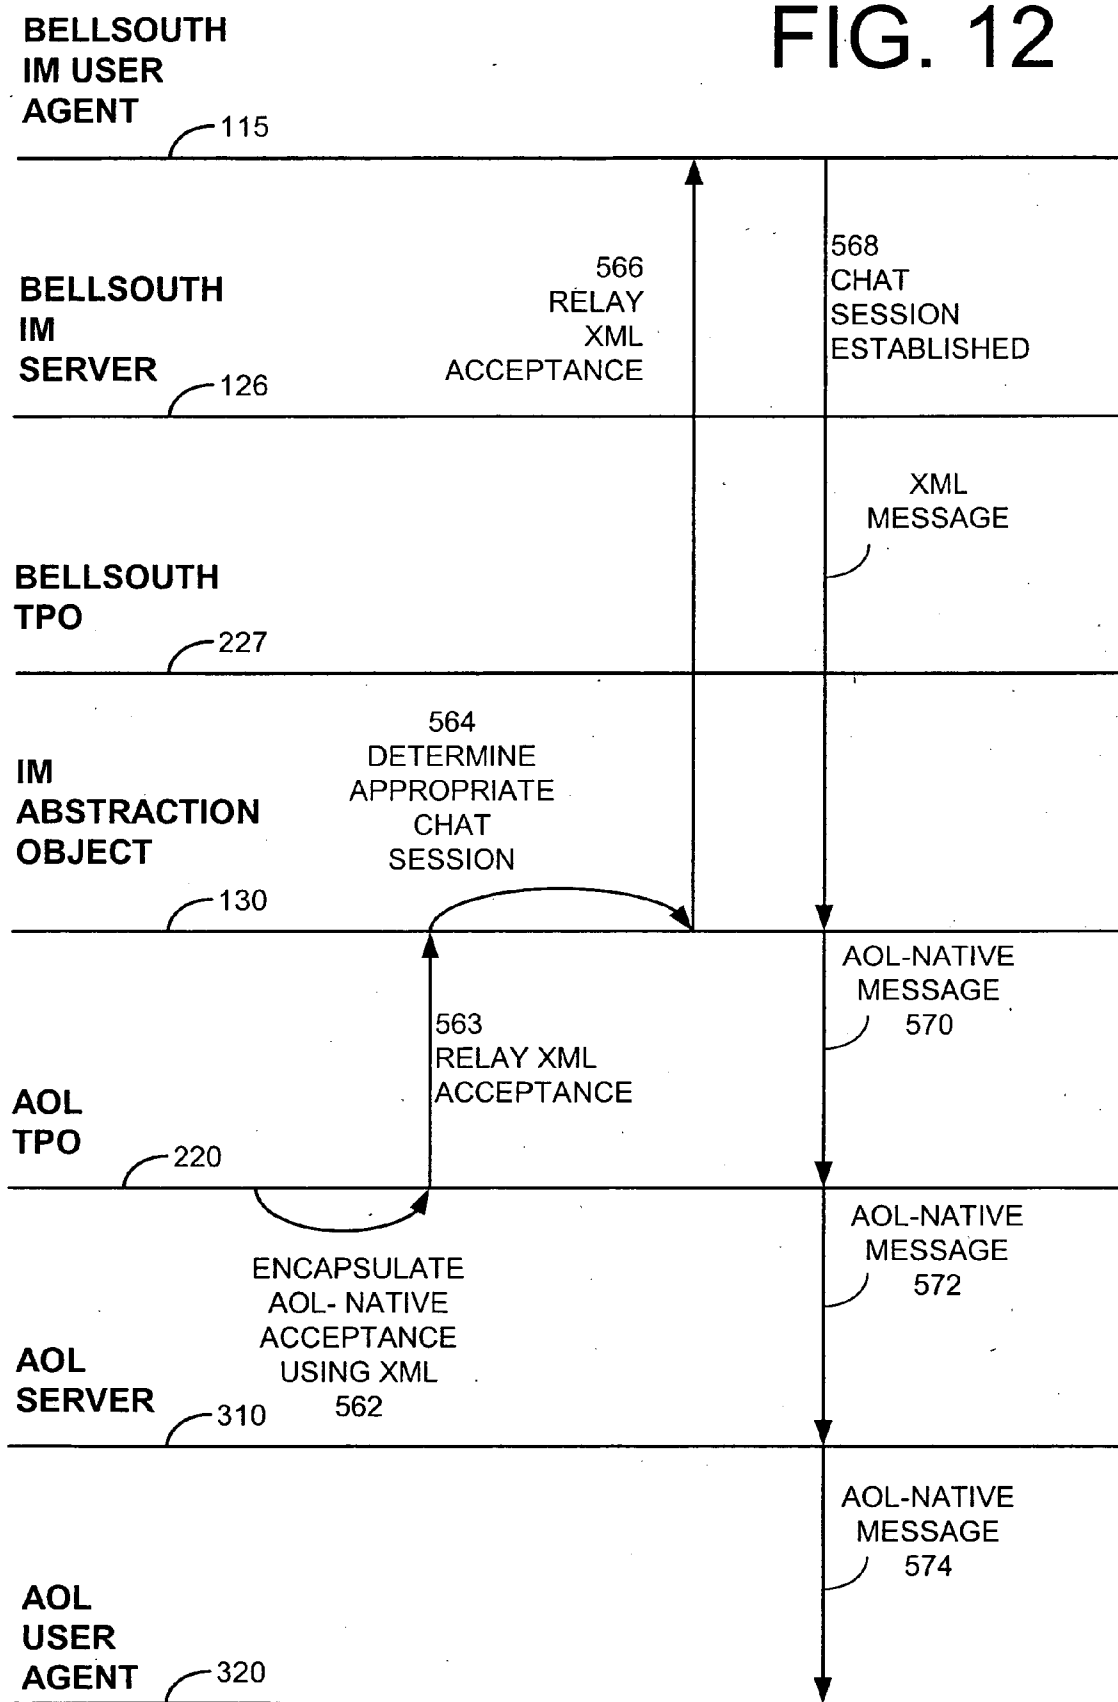 FIG. 12
BELLSOUTH
IM USER
AGENT
115
BELLSOUTH
IM
SERVER
126
566
RELAY
XML
ACCEPTANCE
568
CHAT
SESSION
ESTABLISHED
XML
MESSAGE
BELLSOUTH
TPO
227
IM
ABSTRACTION
OBJECT
130
564
DETERMINE
APPROPRIATE
CHAT
SESSION
AOL-NATIVE
MESSAGE
570
563
RELAY XML
ACCEPTANCE
AOL
TPO
220
AOL-NATIVE
MESSAGE
572
ENCAPSULATE
AOL- NATIVE
ACCEPTANCE
USING XML
562
AOL
SERVER
310
AOL-NATIVE
MESSAGE
574
AOL
USER
AGENT
320